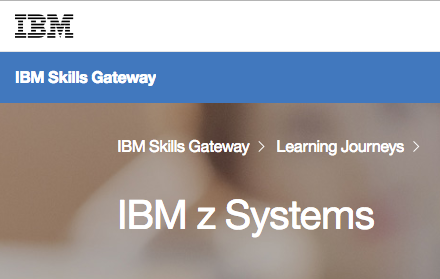 IBM
IBM Skills Gateway
IBM Skills Gateway > Learning Journeys >
IBM z Systems